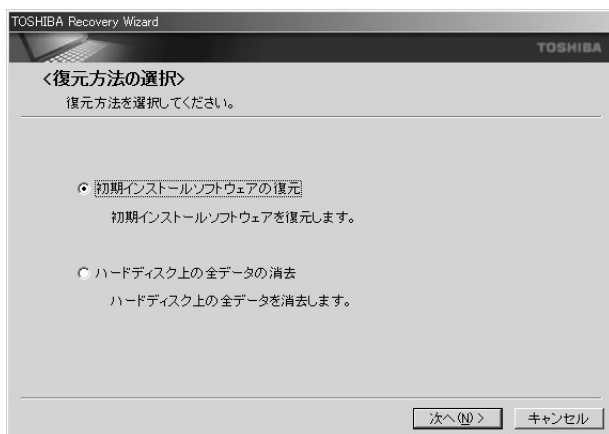 TOSHIBA Recovery Wizard
TOSHIBA
<復元方法の選択>
復元方法を選択してください。
初期インストールソフトウェアの復元
初期インストールソフトウェアを復元します。
ハードディスク上の全データの消去
ハードディスク上の全データを消去します。
次へ(N) >
キャンセル